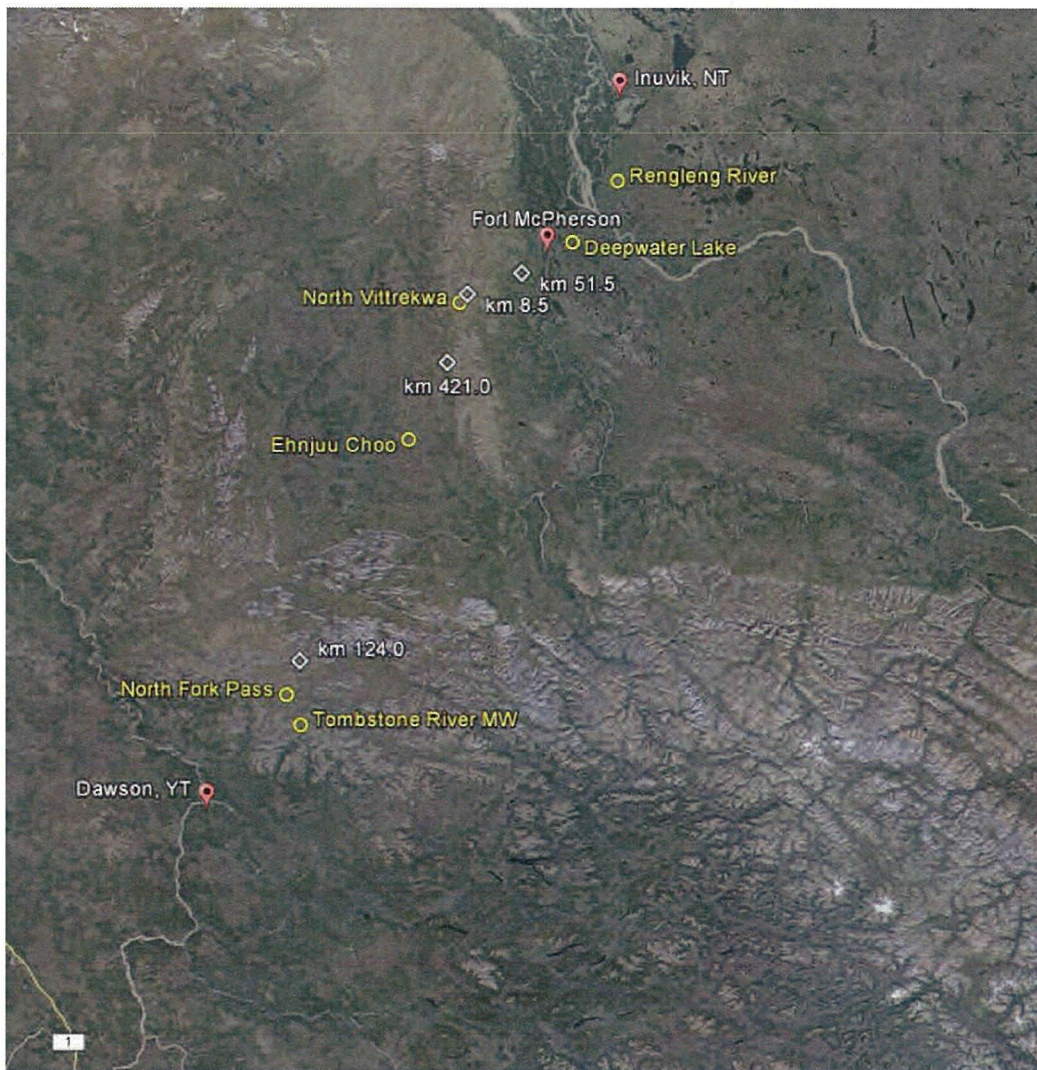 Inuvik, NT
Rengleng River
Fort McPherson
Deepwater Lake
km 51.5
North Vittrekwa
km 8.5
km 421.0
Ehnjuu Choo
km 124.0
North Fork Pass
Tombstone River MW
Dawson, YT
1